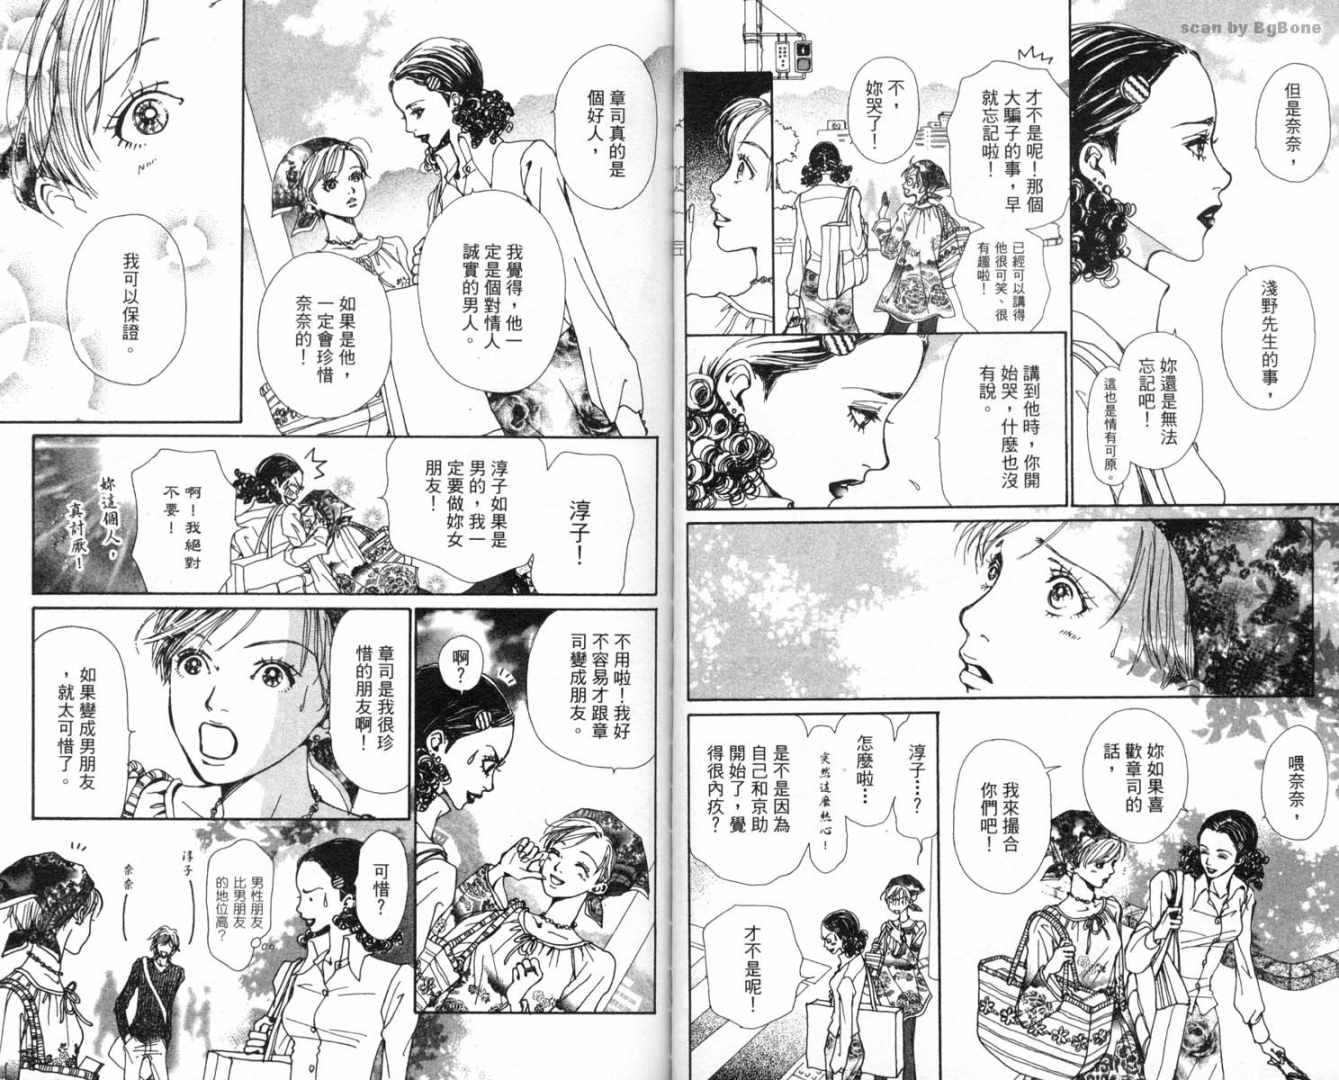 scan by BgBone
但是奈奈，
淺野先生的事，
妳還是無法
忘記吧！
這也是情有可原。
才不是呢！那個
大騙子的事，早
就忘記啦！
已經可以講得
他很可笑、很
有趣啦！
不，
妳哭了！
講到他時，你開
始哭，什麼也沒
有說。
喂奈奈，
妳如果喜
歡章司的
話，
我來撮合
你們吧！
淳子…？
怎麼啦…
突然這麼熱心！
是不是因為
自己和京助
開始了，覺
得很內疚？
才不是呢！
章司真的是
個好人，
我覺得，他一
定是個對情人
誠實的男人。
如果是他，
一定會珍惜
奈奈的！
我可以保證。
淳子！
淳子如果是
男的，我一
定要做妳女
朋友！
啊！我絕對
不要！
妳這個人，
真討厭！
不用啦！我好
不容易才跟章
司變成朋友。
啊？
章司是我很珍
惜的朋友啊！
如果變成男朋友
，就太可惜了。
可惜？
男性朋友
比男朋友
的地位高？
淳子
奈奈